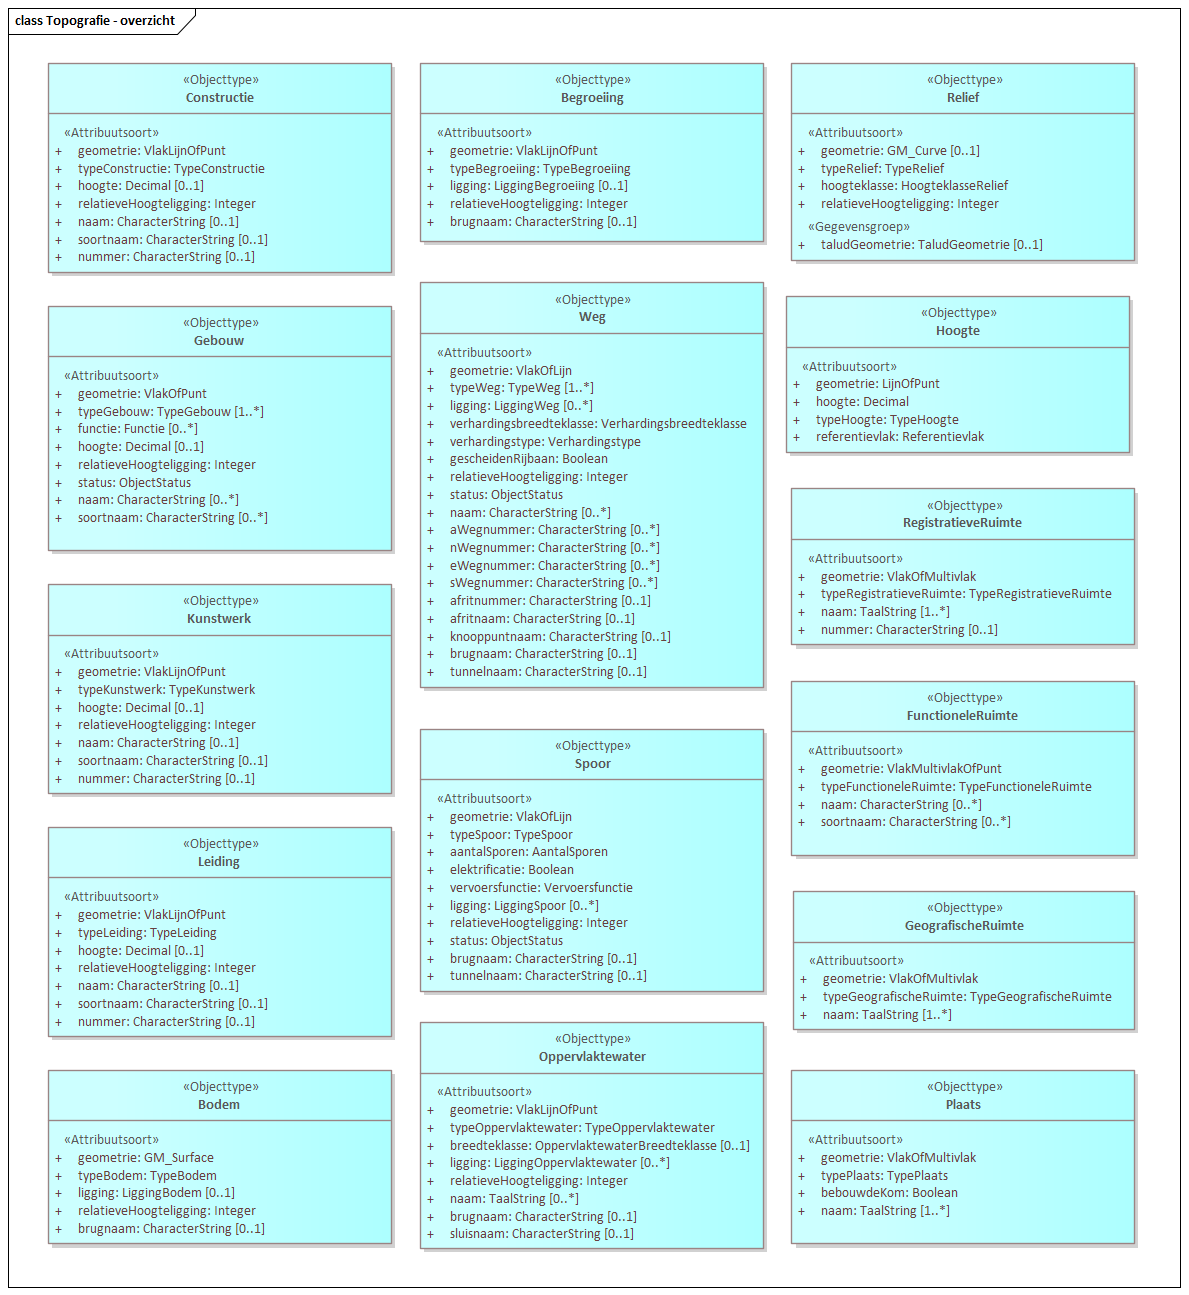 class Topografie - overzicht
«Objecttype»
Constructie
«Attribuutsoort»
+ geometrie: VlakLijnOfPunt
+ typeConstructie: TypeConstructie
+ hoogte: Decimal [0..1]
+ relatieveHoogteligging: Integer
+ naam: CharacterString [0..1]
+ soortnaam: CharacterString [0..1]
+ nummer: CharacterString [0..1]
«Objecttype»
Gebouw
«Attribuutsoort»
+ geometrie: VlakOfPunt
+ typeGebouw: TypeGebouw [1..*]
+ functie: Functie [0..*]
+ hoogte: Decimal [0..1]
+ relatieveHoogteligging: Integer
+ status: ObjectStatus
+ naam: CharacterString [0..*]
+ soortnaam: CharacterString [0..*]
«Objecttype»
Kunstwerk
«Attribuutsoort»
+ geometrie: VlakLijnOfPunt
+ typeKunstwerk: TypeKunstwerk
+ hoogte: Decimal [0..1]
+ relatieveHoogteligging: Integer
+ naam: CharacterString [0..1]
+ soortnaam: CharacterString [0..1]
+ nummer: CharacterString [0..1]
«Objecttype»
Leiding
«Attribuutsoort»
+ geometrie: VlakLijnOfPunt
+ typeLeiding: TypeLeiding
+ hoogte: Decimal [0..1]
+ relatieveHoogteligging: Integer
+ naam: CharacterString [0..1]
+ soortnaam: CharacterString [0..1]
+ nummer: CharacterString [0..1]
«Objecttype»
Bodem
«Attribuutsoort»
+ geometrie: GM_Surface
+ typeBodem: TypeBodem
+ ligging: LiggingBodem [0..1]
+ relatieveHoogteligging: Integer
+ brugnaam: CharacterString [0..1]
«Objecttype»
Begroeiing
«Attribuutsoort»
+ geometrie: VlakLijnOfPunt
+ typeBegroeiing: TypeBegroeiing
+ ligging: LiggingBegroeiing [0..1]
+ relatieveHoogteligging: Integer
+ brugnaam: CharacterString [0..1]
«Objecttype»
Weg
«Attribuutsoort»
+ geometrie: VlakOfLijn
+ typeWeg: TypeWeg [1..*]
+ ligging: LiggingWeg [0..*]
+ verhardingsbreedteklasse: Verhardingsbreedteklasse
+ verhardingstype: Verhardingstype
+ gescheidenRijbaan: Boolean
+ relatieveHoogteligging: Integer
+ status: ObjectStatus
+ naam: CharacterString [0..*]
+ aWegnummer: CharacterString [0..*]
+ nWegnummer: CharacterString [0..*]
+ eWegnummer: CharacterString [0..*]
+ sWegnummer: CharacterString [0..*]
+ afritnummer: CharacterString [0..1]
+ afritnaam: CharacterString [0..1]
+ knooppuntnaam: CharacterString [0..1]
+ brugnaam: CharacterString [0..1]
+ tunnelnaam: CharacterString [0..1]
«Objecttype»
Spoor
«Attribuutsoort»
+ geometrie: VlakOfLijn
+ typeSpoor: TypeSpoor
+ aantalSporen: AantalSporen
+ elektrificatie: Boolean
+ vervoersfunctie: Vervoersfunctie
+ ligging: LiggingSpoor [0..*]
+ relatieveHoogteligging: Integer
+ status: ObjectStatus
+ brugnaam: CharacterString [0..1]
+ tunnelnaam: CharacterString [0..1]
«Objecttype»
Oppervlaktewater
«Attribuutsoort»
+ geometrie: VlakLijnOfPunt
+ typeOppervlaktewater: TypeOppervlaktewater
+ breedteklasse: OppervlaktewaterBreedteklasse [0..1]
+ ligging: LiggingOppervlaktewater [0..*]
+ relatieveHoogteligging: Integer
+ naam: TaalString [0..*]
+ brugnaam: CharacterString [0..1]
+ sluisnaam: CharacterString [0..1]
«Objecttype»
Relief
«Attribuutsoort»
+ geometrie: GM_Curve [0..1]
+ typeRelief: TypeRelief
+ hoogteklasse: HoogteklasseRelief
+ relatieveHoogteligging: Integer
«Gegevensgroep»
+ taludGeometrie: TaludGeometrie [0..1]
«Objecttype»
Hoogte
«Attribuutsoort»
+ geometrie: LijnOfPunt
+ hoogte: Decimal
+ typeHoogte: TypeHoogte
+ referentievlak: Referentievlak
«Objecttype»
RegistratieveRuimte
«Attribuutsoort»
+ geometrie: VlakOfMultivlak
+ typeRegistratieveRuimte: TypeRegistratieveRuimte
+ naam: TaalString [1..*]
+ nummer: CharacterString [0..1]
«Objecttype»
FunctioneleRuimte
«Attribuutsoort»
+ geometrie: VlakMultivlakOfPunt
+ typeFunctioneleRuimte: TypeFunctioneleRuimte
+ naam: CharacterString [0..*]
+ soortnaam: CharacterString [0..*]
«Objecttype»
GeografischeRuimte
«Attribuutsoort»
+ geometrie: VlakOfMultivlak
+ typeGeografischeRuimte: TypeGeografischeRuimte
+ naam: TaalString [1..*]
«Objecttype»
Plaats
«Attribuutsoort»
+ geometrie: VlakOfMultivlak
+ typePlaats: TypePlaats
+ bebouwdeKom: Boolean
+ naam: TaalString [1..*]